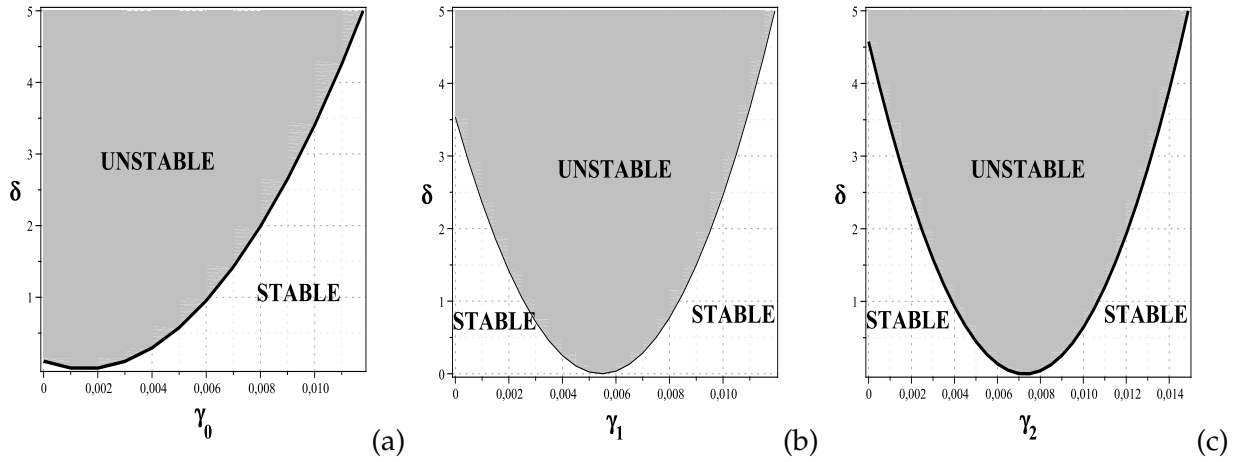 5
4
3
2
1
δ
UNSTABLE
STABLE
0
0,002
0,004
0,006
0,008
0,010
γ0
(a)
5
4
3
2
1
0
δ
UNSTABLE
STABLE
STABLE
0
0,002
0,004
0,006
0,008
0,010
γ1
(b)
5
4
3
2
1
δ
UNSTABLE
STABLE
STABLE
0
0,002
0,004
0,006
0,008
0,010
0,012
0,014
γ2
(c)